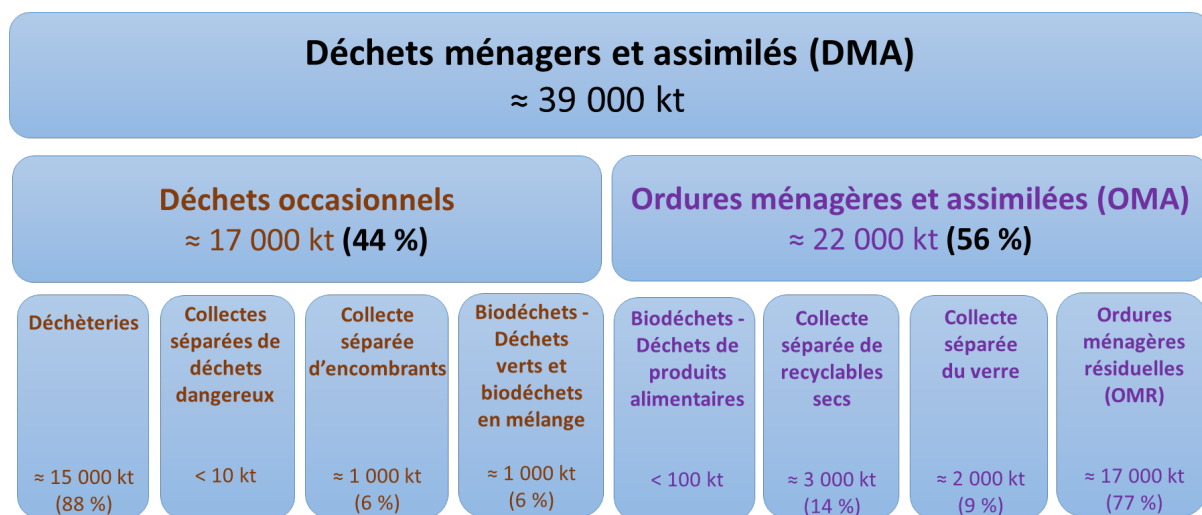 Déchets ménagers et assimilés (DMA)
≈ 39 000 kt
Déchets occasionnels
≈ 17 000 kt (44 %)
Ordures ménagères et assimilées (OMA)
≈ 22 000 kt (56 %)
Déchèteries
≈ 15 000 kt
(88 %)
Collectes
séparées de
déchets
dangereux
< 10 kt
Collecte
séparée
d’encombrants
≈ 1 000 kt
(6 %)
Biodéchets -
Déchets
verts et
biodéchets
en mélange
≈ 1 000 kt
(6 %)
Biodéchets -
Déchets de
produits
alimentaires
< 100 kt
Collecte
séparée de
recyclables
secs
≈ 3 000 kt
(14 %)
Collecte
séparée
du verre
≈ 2 000 kt
(9 %)
Ordures
ménagères
résiduelles
(OMR)
≈ 17 000 kt
(77 %)